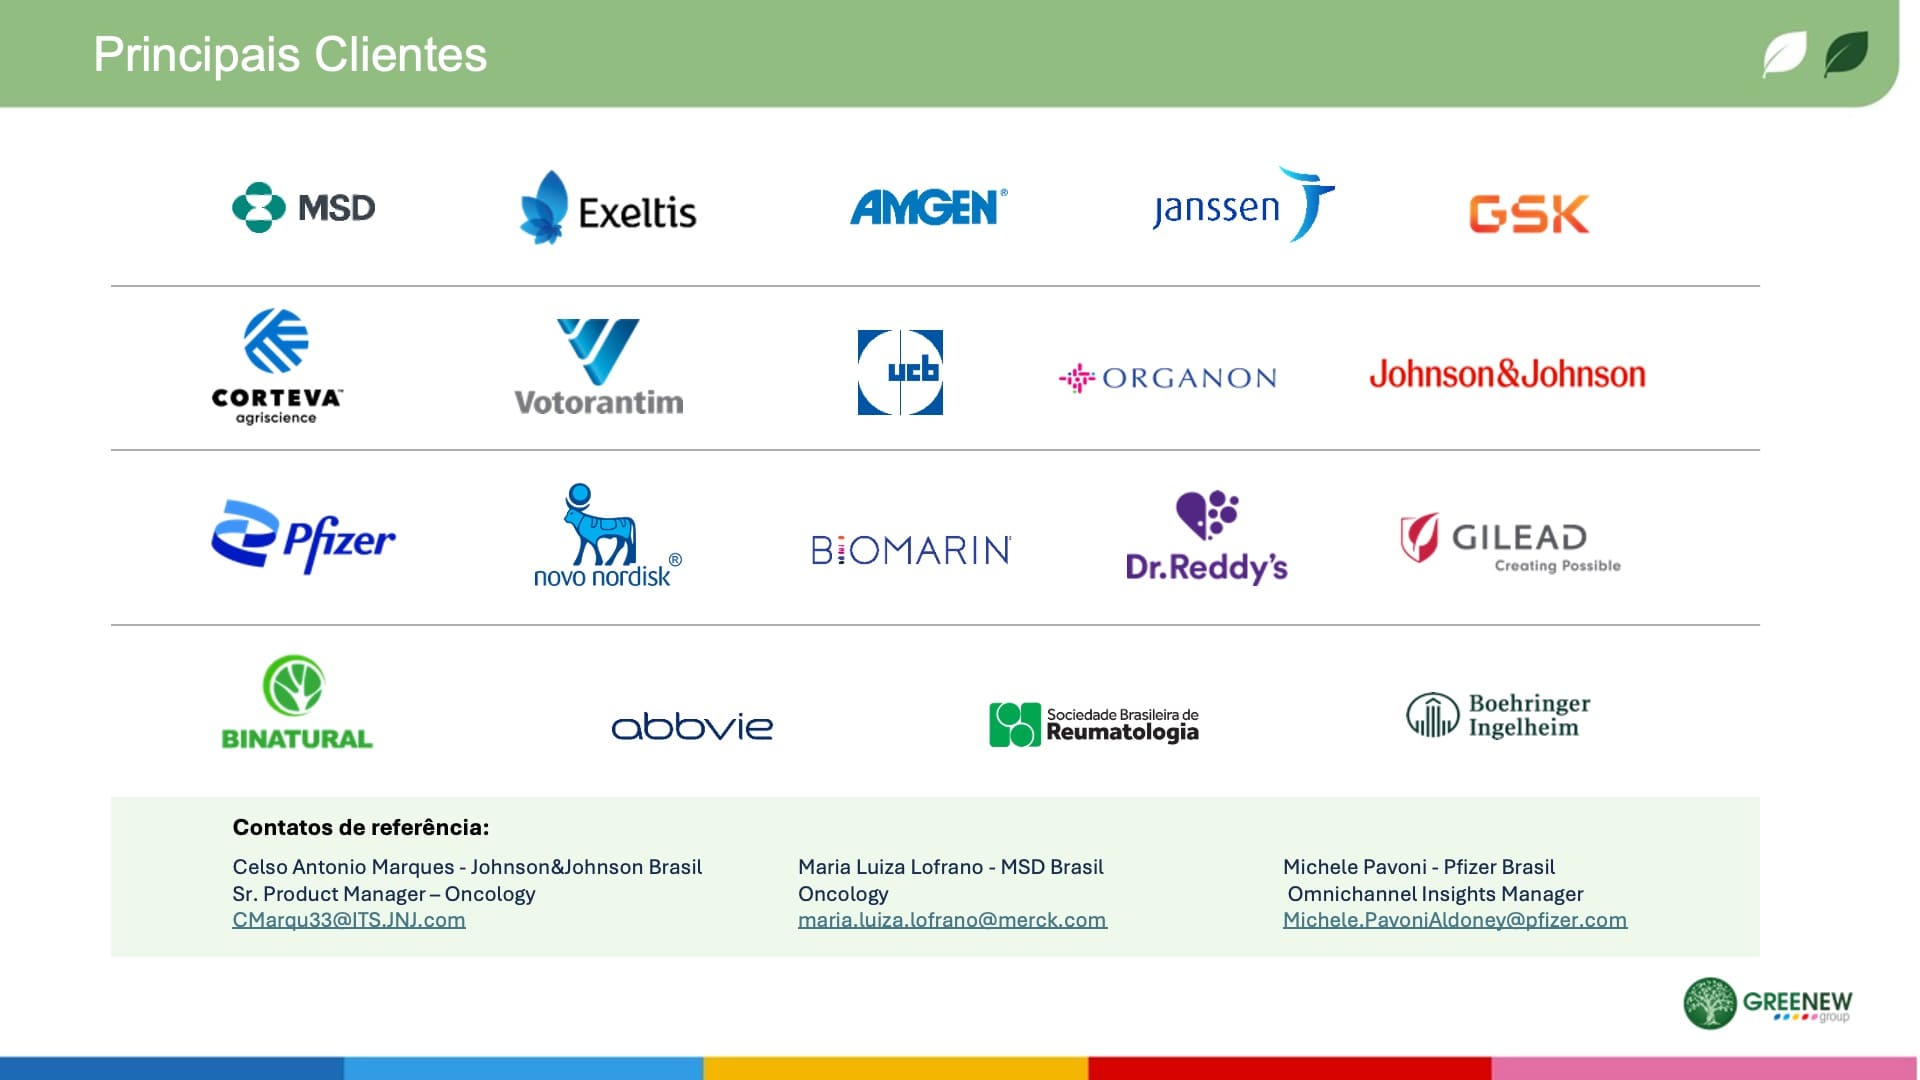 Principais Clientes
MSD
Exeltis
AMGEN®
janssen
GSK
CORTEVA™
agriscience
Votorantim
ucb
ORGANON
Johnson&Johnson
Pfizer
novo nordisk®
BIOMARIN
Dr.Reddy's
GILEAD
Creating Possible
BINATURAL
abbvie
Sociedade Brasileira de
Reumatologia
Boehringer
Ingelheim
Contatos de referência:
Celso Antonio Marques - Johnson&Johnson Brasil
Sr. Product Manager – Oncology
CMarqu33@ITS.JNJ.com
Maria Luiza Lofrano - MSD Brasil
Oncology
maria.luiza.lofrano@merck.com
Michele Pavoni - Pfizer Brasil
Omnichannel Insights Manager
Michele.PavoniAldoney@pfizer.com
GREENEW
group